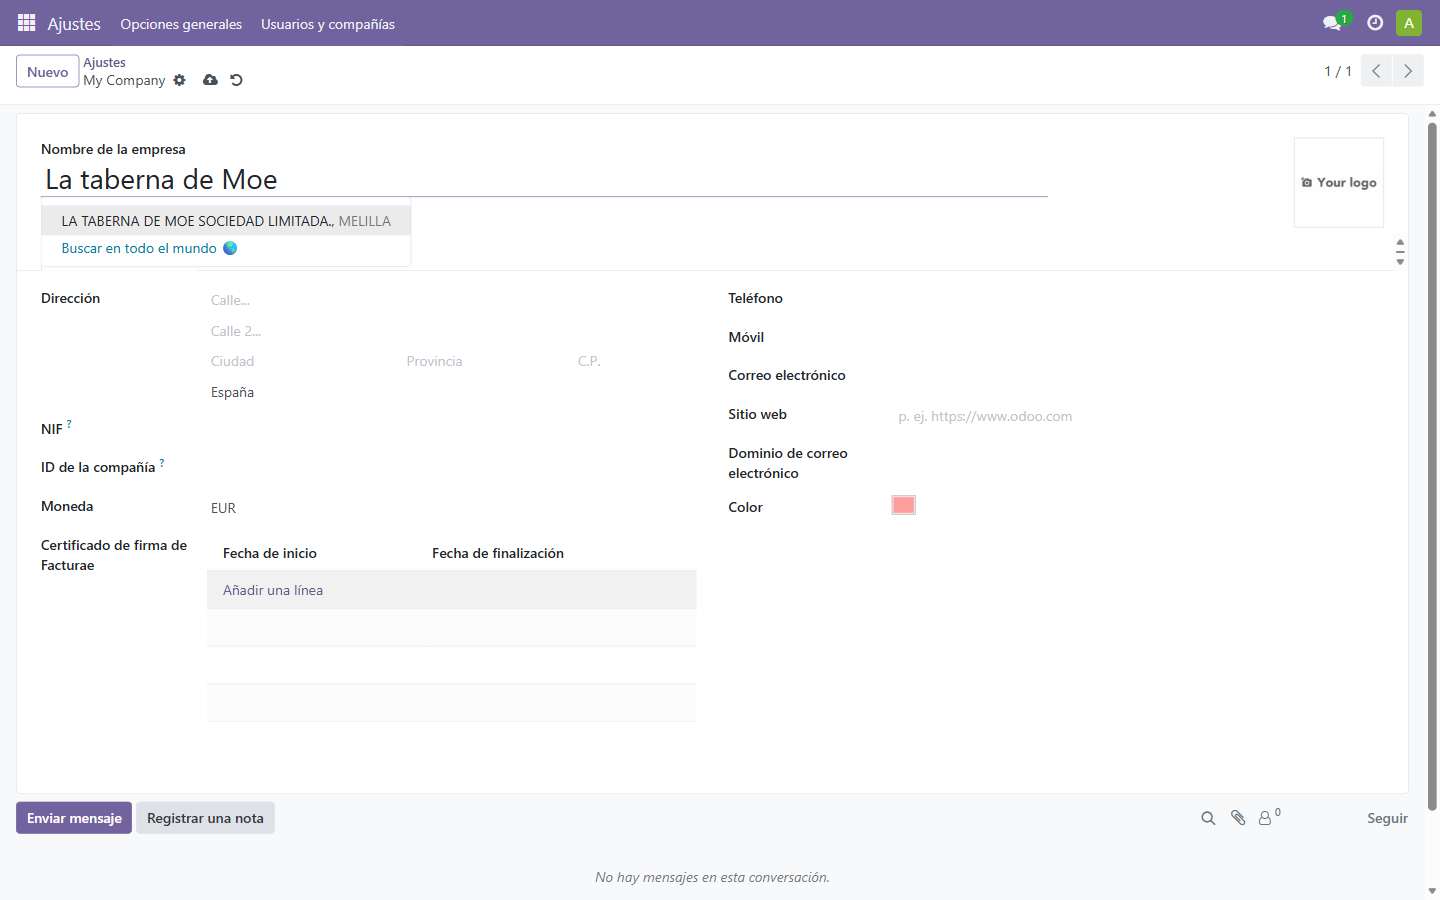 Ajustes Opciones generales Usuarios y compañías 1 A
Nuevo Ajustes
My Company 1 / 1
Nombre de la empresa
La taberna de Moe
Your logo
LA TABERNA DE MOE SOCIEDAD LIMITADA., MELILLA
Buscar en todo el mundo
Dirección Calle... Teléfono
Calle 2... Móvil
Ciudad Provincia C.P.
Correo electrónico
España
Sitio web p. ej. https://www.odoo.com
NIF ?
Dominio de correo electrónico
ID de la compañía ?
Moneda EUR Color
Certificado de firma de Facturae Fecha de inicio Fecha de finalización
Añadir una línea
Enviar mensaje Registrar una nota 0 Seguir
No hay mensajes en esta conversación.